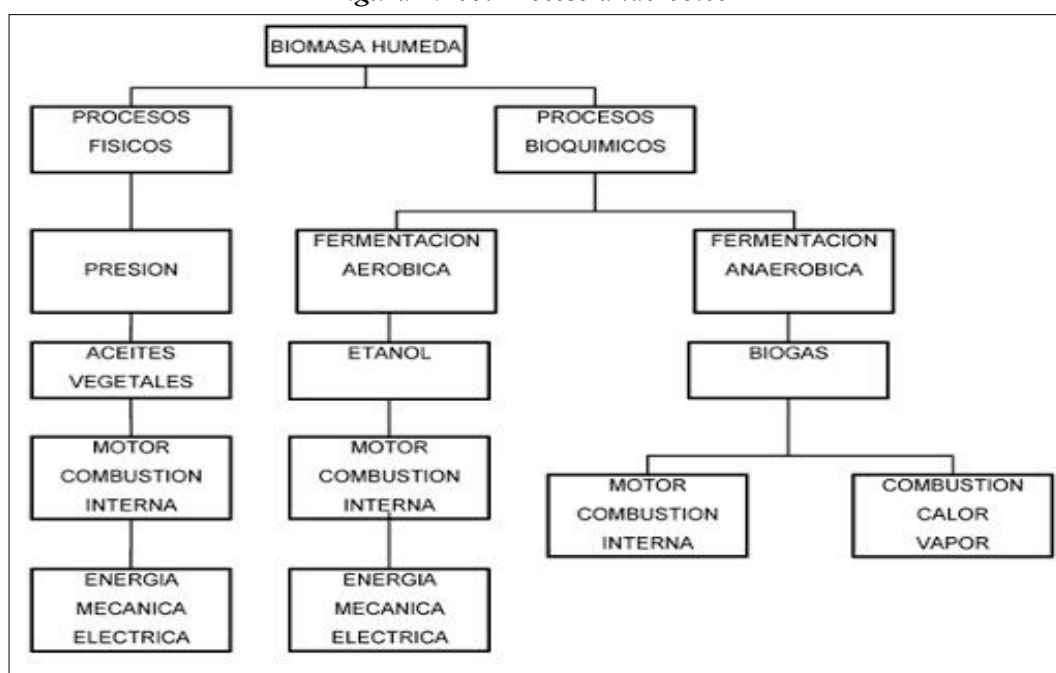 BIOMASA HUMEDA
PROCESOS
FISICOS
PROCESOS
BIOQUIMICOS
PRESION
FERMENTACION
AEROBICA
FERMENTACION
ANAEROBICA
ACEITES
VEGETALES
ETANOL
BIOGAS
MOTOR
COMBUSTION
INTERNA
MOTOR
COMBUSTION
INTERNA
MOTOR
COMBUSTION
INTERNA
COMBUSTION
CALOR
VAPOR
ENERGIA
MECANICA
ELECTRICA
ENERGIA
MECANICA
ELECTRICA